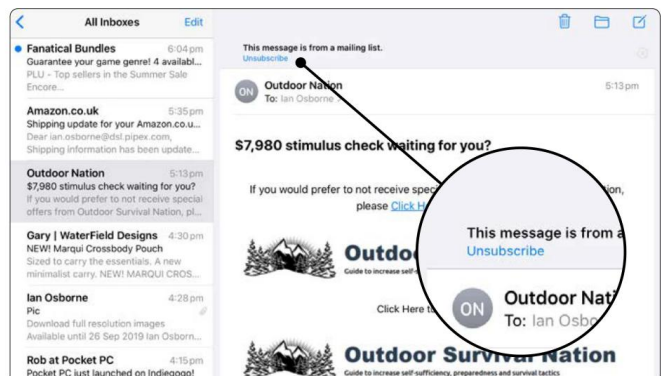 All Inboxes
Edit
Fanatical Bundles 6:04 pm
Guarantee your game genre! 4 availabl...
PLU - Top sellers in the Summer Sale
Encore...
Amazon.co.uk 5:35 pm
Shipping update for your Amazon.co.u...
Dear ian.osborne@dsl.pipex.com,
Shipping information has been update...
Outdoor Nation 5:13 pm
$7,980 stimulus check waiting for you?
If you would prefer to not receive special
offers from Outdoor Survival Nation, pl...
Gary | WaterField Designs 4:30 pm
NEW! Marqui Crossbody Pouch
Sized to carry the essentials. A new
minimalist carry. NEW! MARQUI CROS...
Ian Osborne 4:28 pm
Pic
Download full resolution images
Available until 26 Sep 2019 Ian Osborn...
Rob at Pocket PC 4:15 pm
Pocket PC just launched on Indiegogo!
This message is from a mailing list.
Unsubscribe
ON
Outdoor Nation 5:13 pm
To: Ian Osborne
$7,980 stimulus check waiting for you?
If you would prefer to not receive
please Click
Guide to increase
Click Here
Outdoor Survival Nation
Guide to increase self-sufficiency, preparedness and survival tactics
This message is from a
Unsubscribe
ON
Outdoor Nati
To: Ian Osbo